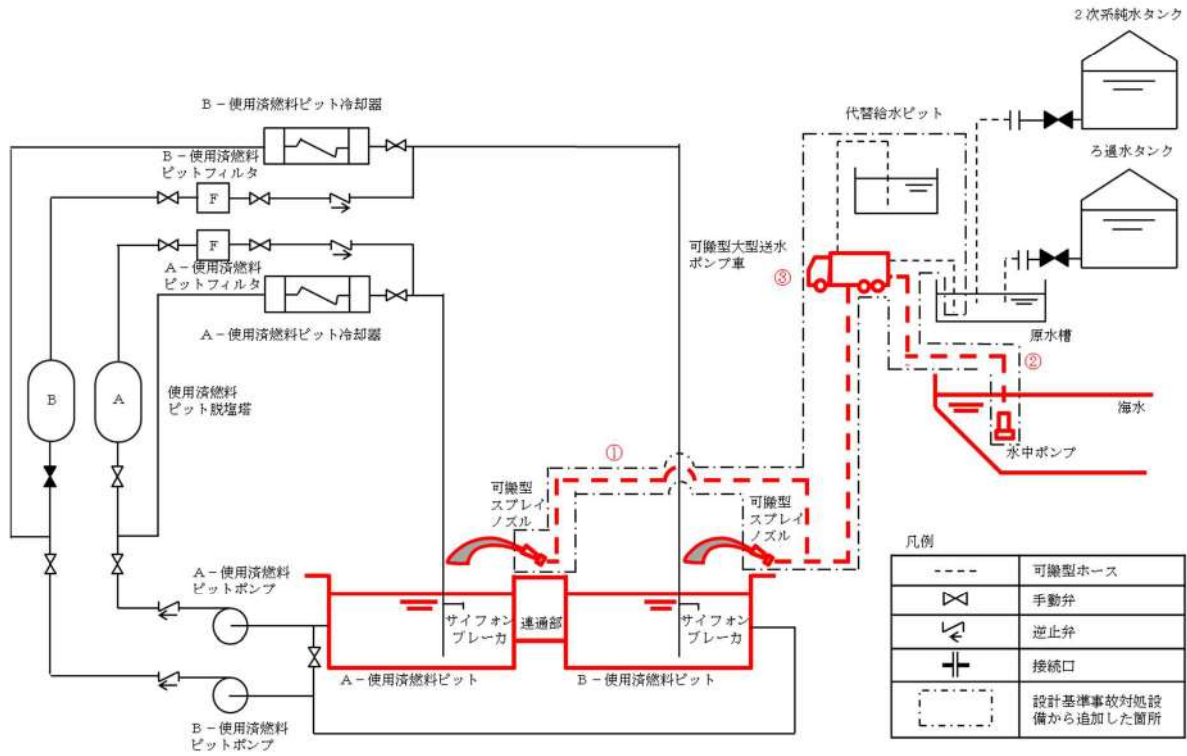 2次系純水タンク
B-使用済燃料ピット冷却器
代替給水ピット
B-使用済燃料
ピットフィルタ
F
ろ過水タンク
F
可搬型大型送水
ポンプ車
③
A-使用済燃料
ピットフィルタ
A-使用済燃料ピット冷却器
原水槽
②
B
A
使用済燃料
ピット脱塩塔
海水
水中ポンプ
①
可搬型
スプレイ
ノズル
可搬型
スプレイ
ノズル
A-使用済燃料
ピットポンプ
サイフォン
ブレーカ
連通部
サイフォン
ブレーカ
A-使用済燃料ピット
B-使用済燃料ピット
B-使用済燃料
ピットポンプ
凡例
可搬型ホース
手動弁
逆止弁
接続口
設計基準事故対処設
備から追加した箇所